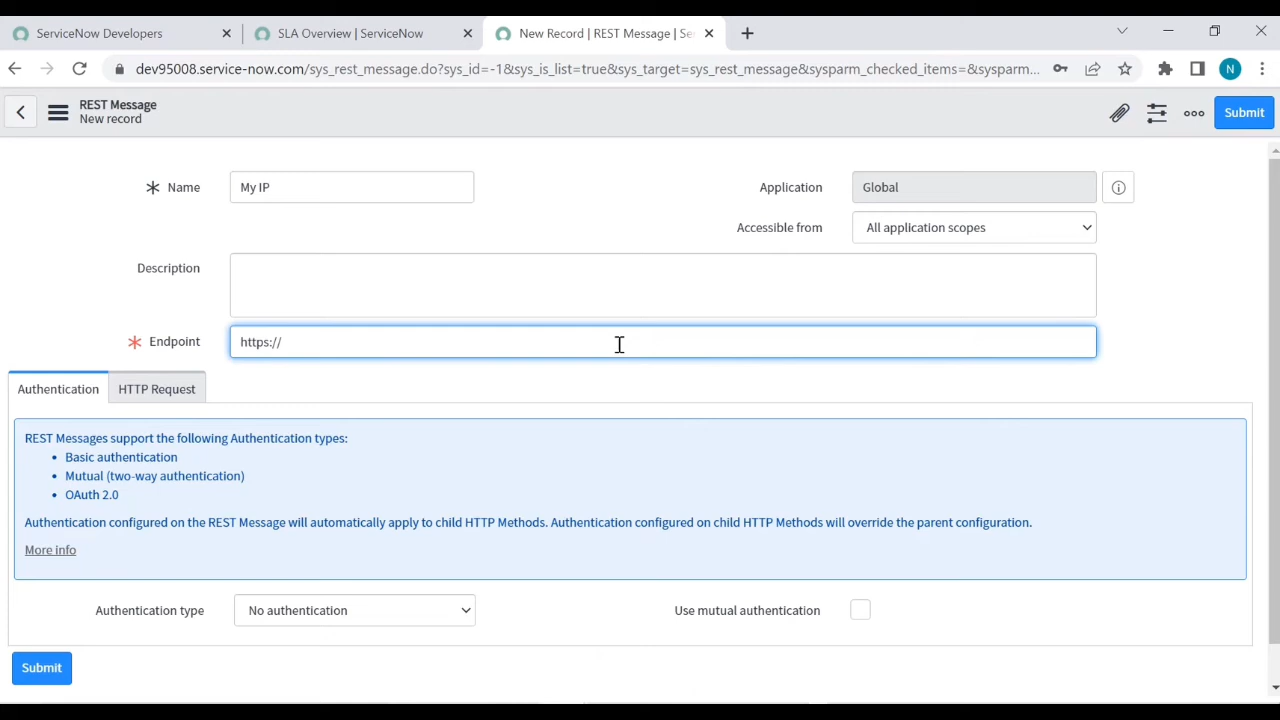 ServiceNow Developers
SLA Overview | ServiceNow
New Record | REST Message | Se
dev95008.service-now.com/sys_rest_message.do?sys_id=-1&sys_is_list=true&sys_target=sys_rest_message&sysparm_checked_items=&sysparm...
N
REST Message
New record
Submit
Name
My IP
Application
Global
Accessible from
All application scopes
Description
Endpoint
https://
Authentication
HTTP Request
REST Messages support the following Authentication types:
• Basic authentication
• Mutual (two-way authentication)
• OAuth 2.0
Authentication configured on the REST Message will automatically apply to child HTTP Methods. Authentication configured on child HTTP Methods will override the parent configuration.
More info
Authentication type
No authentication
Use mutual authentication
Submit